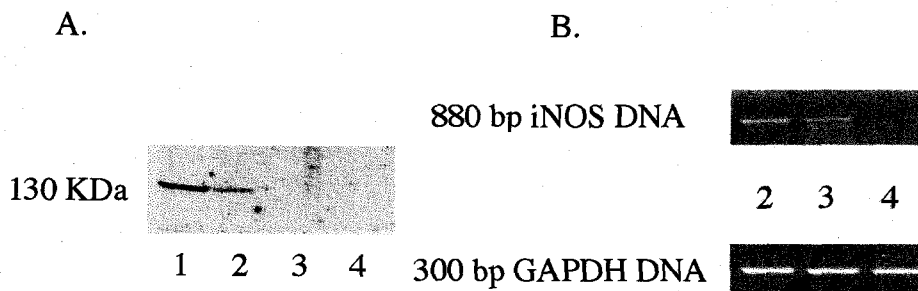 A.
130 KDa
1 2 3 4
B.
880 bp iNOS DNA
2 3 4
300 bp GAPDH DNA